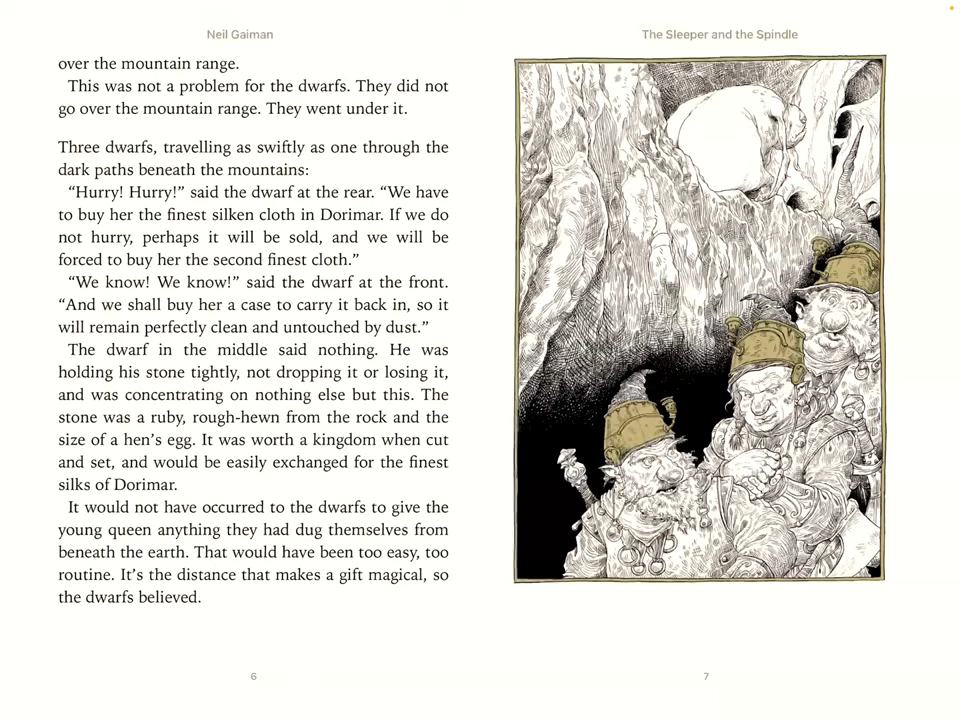 Neil Gaiman
over the mountain range.
This was not a problem for the dwarfs. They did not
go over the mountain range. They went under it.
Three dwarfs, travelling as swiftly as one through the
dark paths beneath the mountains:
“Hurry! Hurry!” said the dwarf at the rear. “We have
to buy her the finest silken cloth in Dorimar. If we do
not hurry, perhaps it will be sold, and we will be
forced to buy her the second finest cloth.”
“We know! We know!” said the dwarf at the front.
“And we shall buy her a case to carry it back in, so it
will remain perfectly clean and untouched by dust.”
The dwarf in the middle said nothing. He was
holding his stone tightly, not dropping it or losing it,
and was concentrating on nothing else but this. The
stone was a ruby, rough-hewn from the rock and the
size of a hen’s egg. It was worth a kingdom when cut
and set, and would be easily exchanged for the finest
silks of Dorimar.
It would not have occurred to the dwarfs to give the
young queen anything they had dug themselves from
beneath the earth. That would have been too easy, too
routine. It’s the distance that makes a gift magical, so
the dwarfs believed.
6
The Sleeper and the Spindle
7